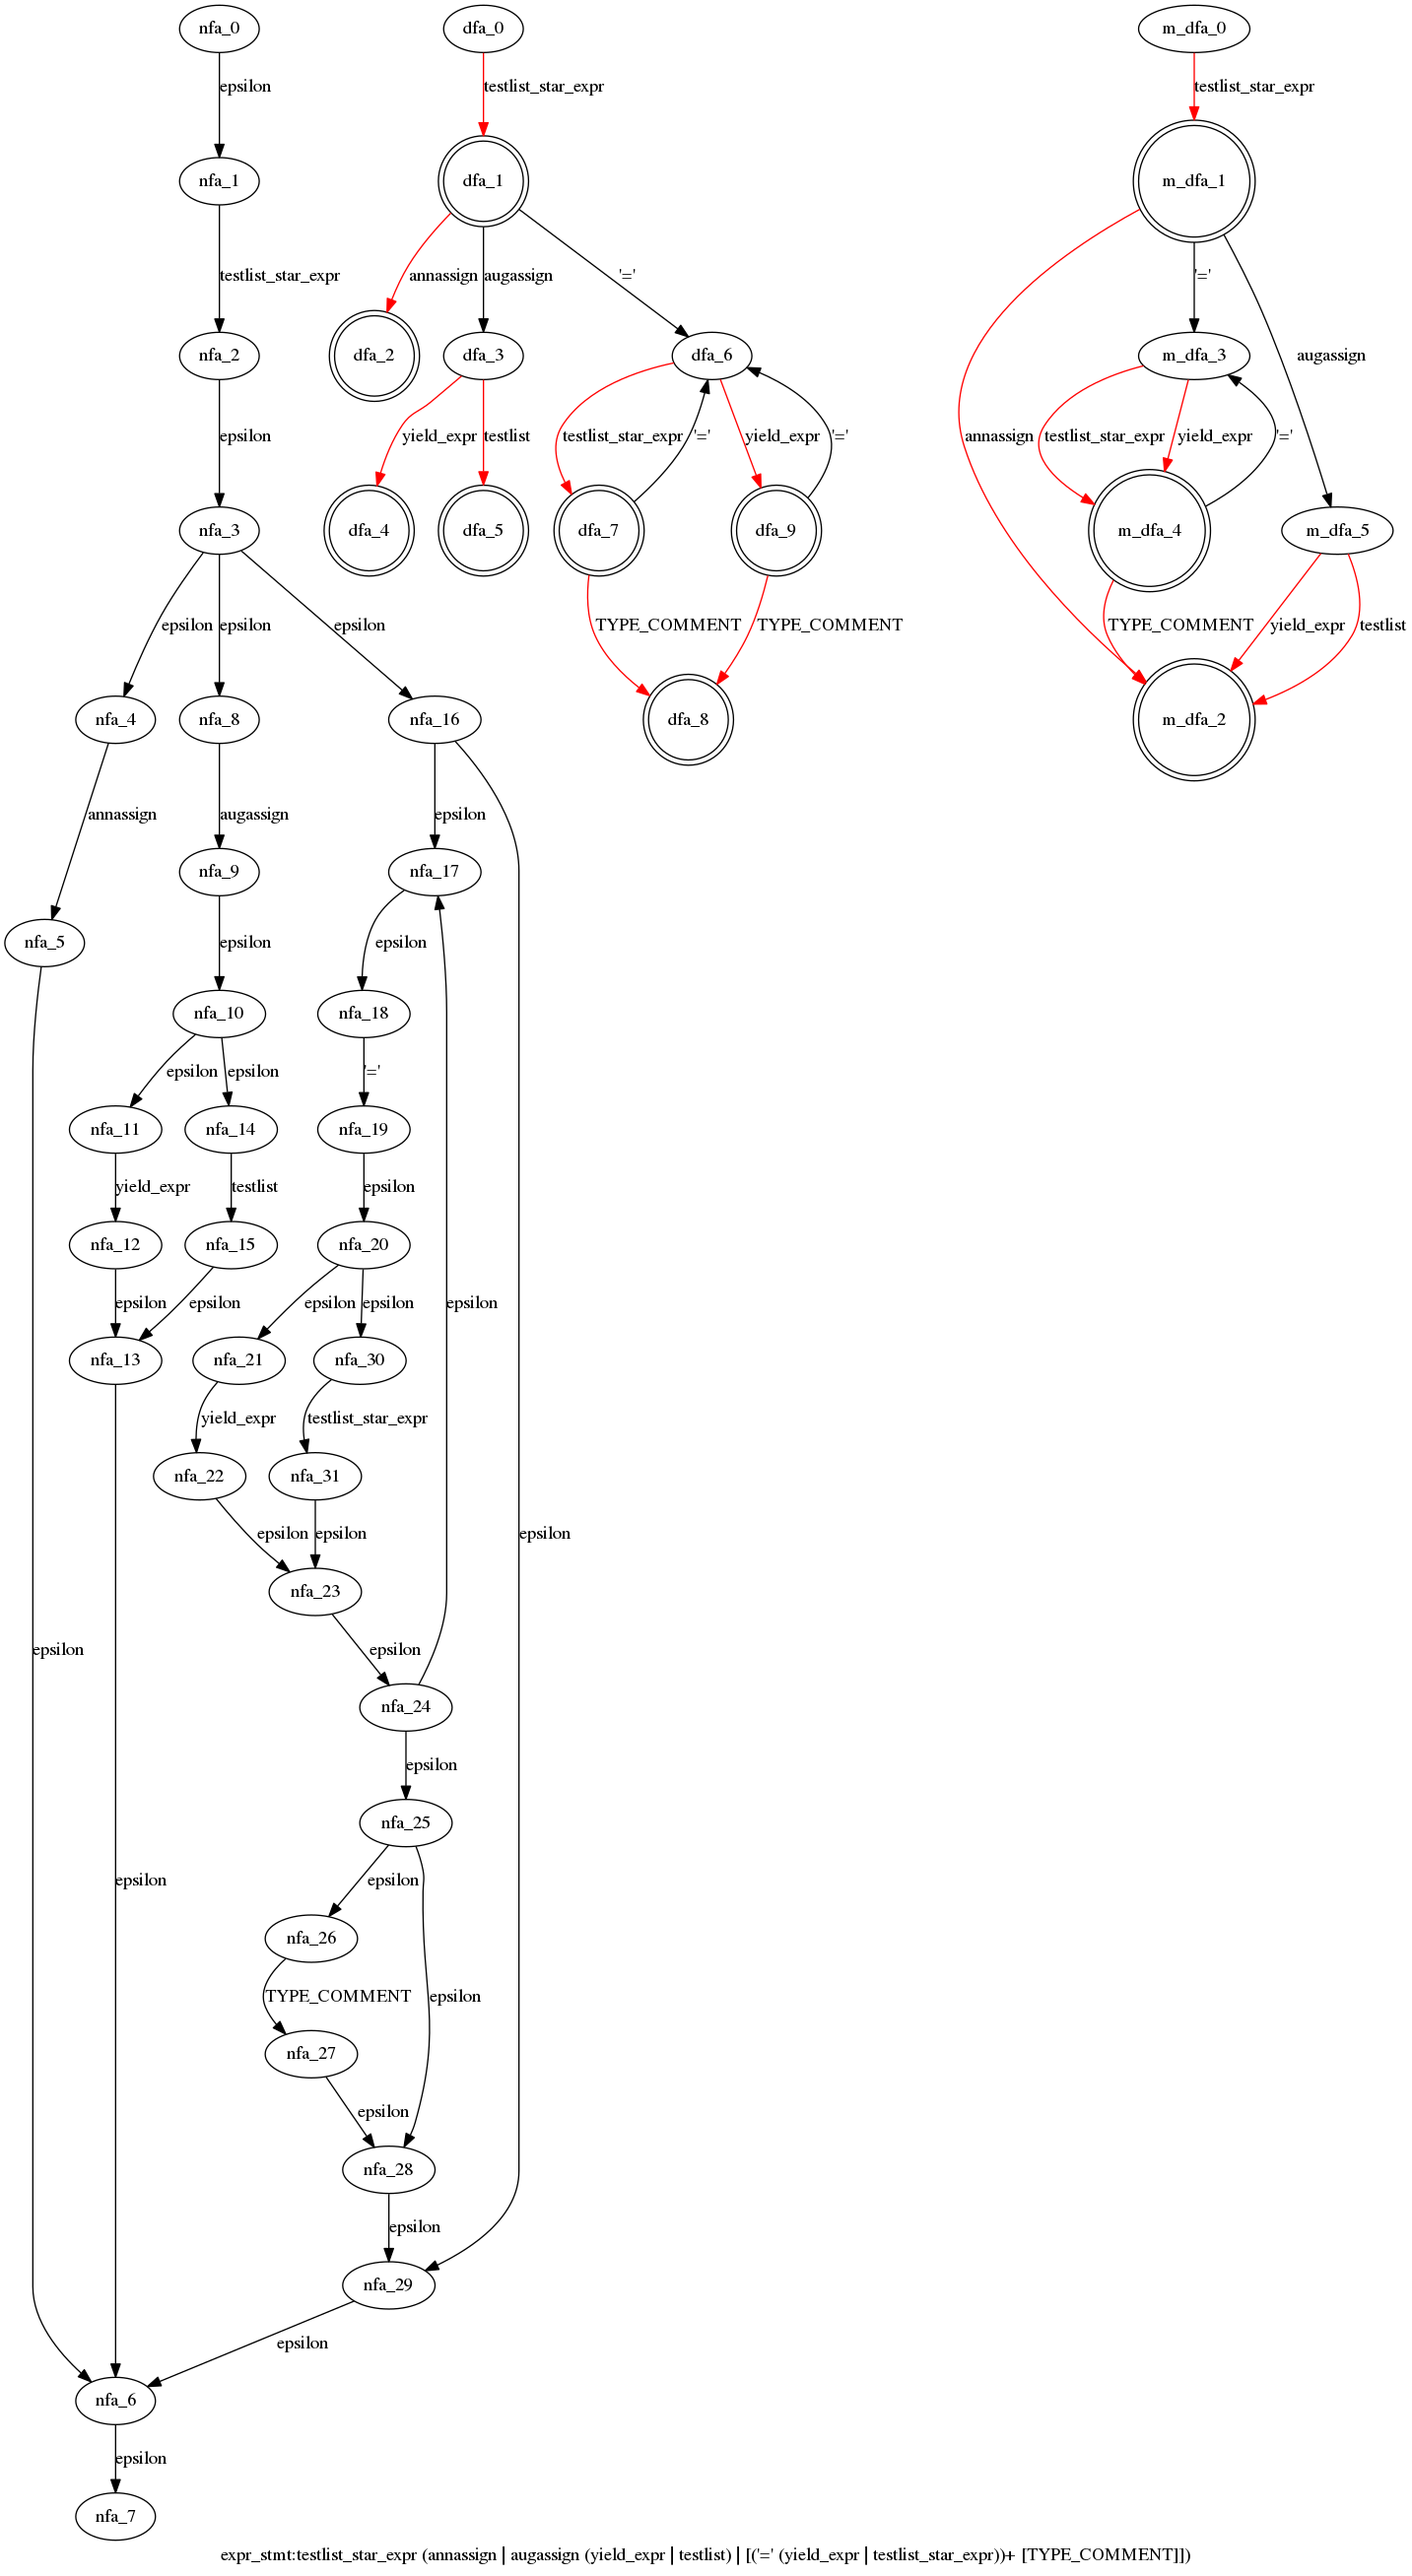 nfa_0
dfa_0
m_dfa_0
epsilon
testlist_star_expr
testlist_star_expr
nfa_1
dfa_1
m_dfa_1
testlist_star_expr
annassign
augassign
'='
'='
nfa_2
dfa_2
dfa_3
dfa_6
m_dfa_3
augassign
epsilon
yield_expr
testlist
testlist_star_expr
'='
yield_expr
'='
annassign
testlist_star_expr
yield_expr
'='
nfa_3
dfa_4
dfa_5
dfa_7
dfa_9
m_dfa_4
m_dfa_5
epsilon
epsilon
epsilon
TYPE_COMMENT
TYPE_COMMENT
TYPE_COMMENT
yield_expr
testlist
nfa_4
nfa_8
nfa_16
dfa_8
m_dfa_2
annassign
augassign
epsilon
nfa_9
nfa_17
nfa_5
epsilon
epsilon
nfa_10
nfa_18
epsilon
epsilon
'='
nfa_11
nfa_14
nfa_19
yield_expr
testlist
epsilon
nfa_12
nfa_15
nfa_20
epsilon
epsilon
epsilon
epsilon
epsilon
nfa_13
nfa_21
nfa_30
yield_expr
testlist_star_expr
nfa_22
nfa_31
epsilon
epsilon
epsilon
nfa_23
epsilon
epsilon
nfa_24
epsilon
nfa_25
epsilon
epsilon
nfa_26
TYPE_COMMENT
epsilon
nfa_27
epsilon
nfa_28
epsilon
nfa_29
epsilon
nfa_6
epsilon
nfa_7
expr_stmt:testlist_star_expr (annassign | augassign (yield_expr | testlist) | [('=' (yield_expr | testlist_star_expr))+ [TYPE_COMMENT]])